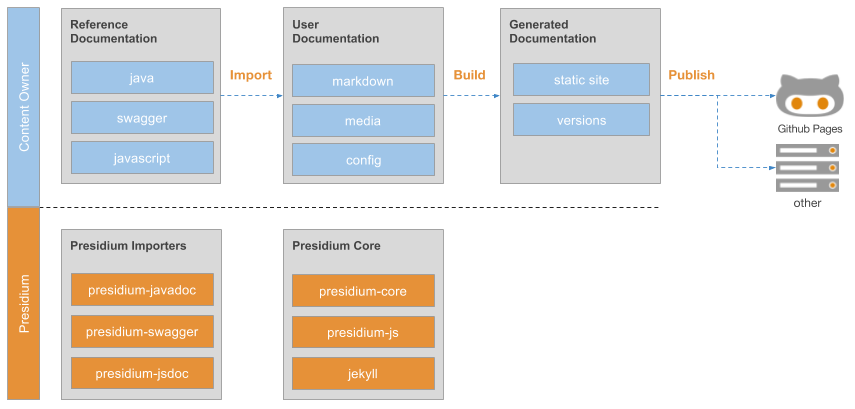 Content Owner
Reference
Documentation
java
swagger
javascript
Import
User
Documentation
markdown
media
config
Build
Generated
Documentation
static site
versions
Publish
Github Pages
other
Presidium
Presidium Importers
presidium-javadoc
presidium-swagger
presidium-jsdoc
Presidium Core
presidium-core
presidium-js
jekyll